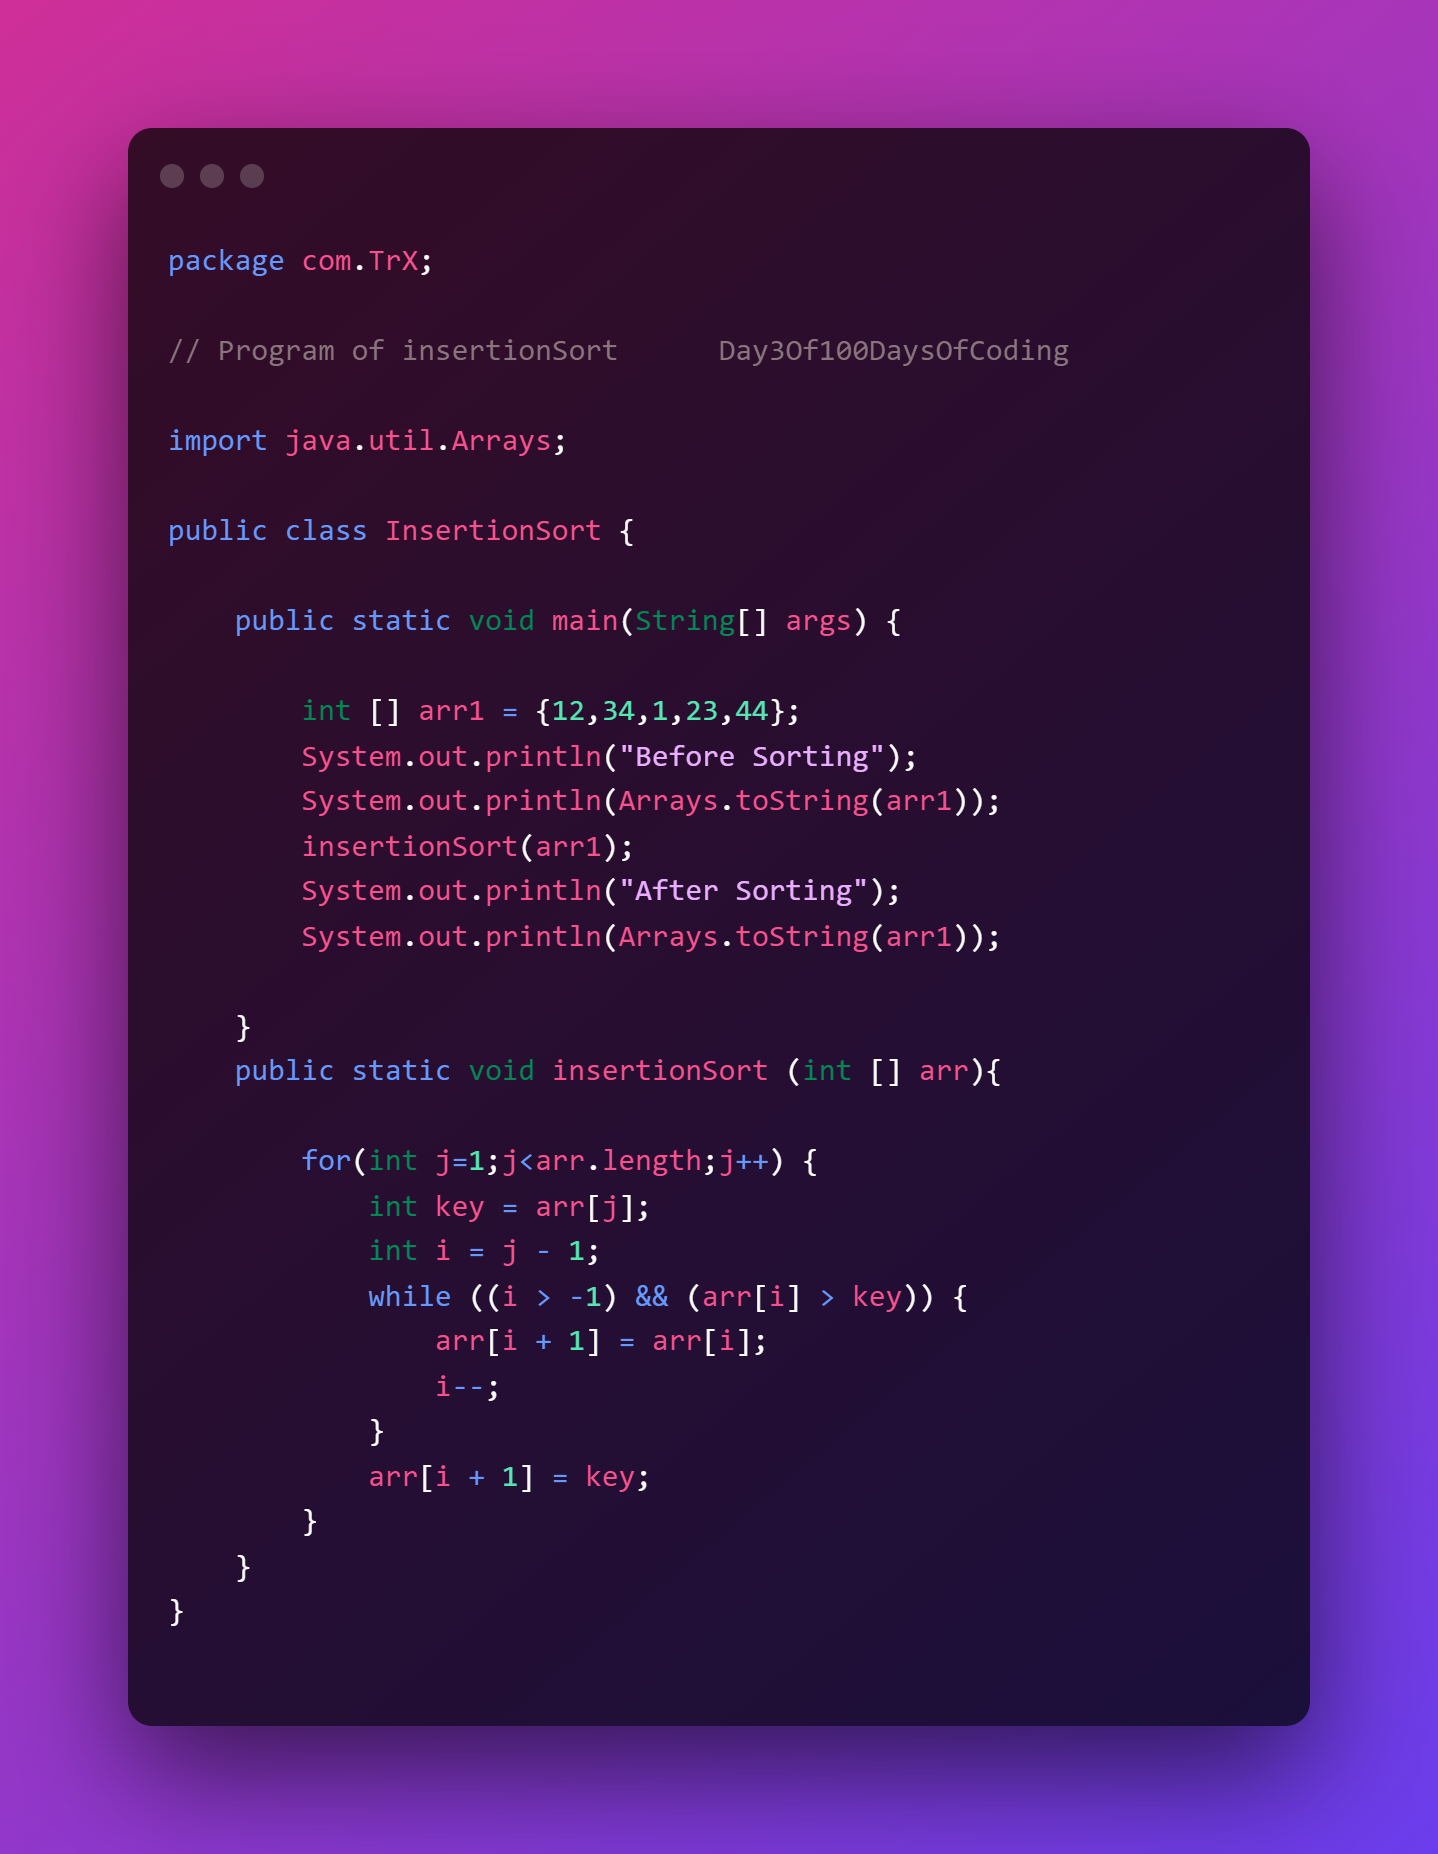 package com.TrX;
// Program of insertionSort      Day3Of100DaysOfCoding
import java.util.Arrays;
public class InsertionSort {
    public static void main(String[] args) {
        int [] arr1 = {12,34,1,23,44};
        System.out.println("Before Sorting");
        System.out.println(Arrays.toString(arr1));
        insertionSort(arr1);
        System.out.println("After Sorting");
        System.out.println(Arrays.toString(arr1));
    }
    public static void insertionSort (int [] arr){
        for(int j=1;j<arr.length;j++) {
            int key = arr[j];
            int i = j - 1;
            while ((i > -1) && (arr[i] > key)) {
                arr[i + 1] = arr[i];
                i--;
            }
            arr[i + 1] = key;
        }
    }
}